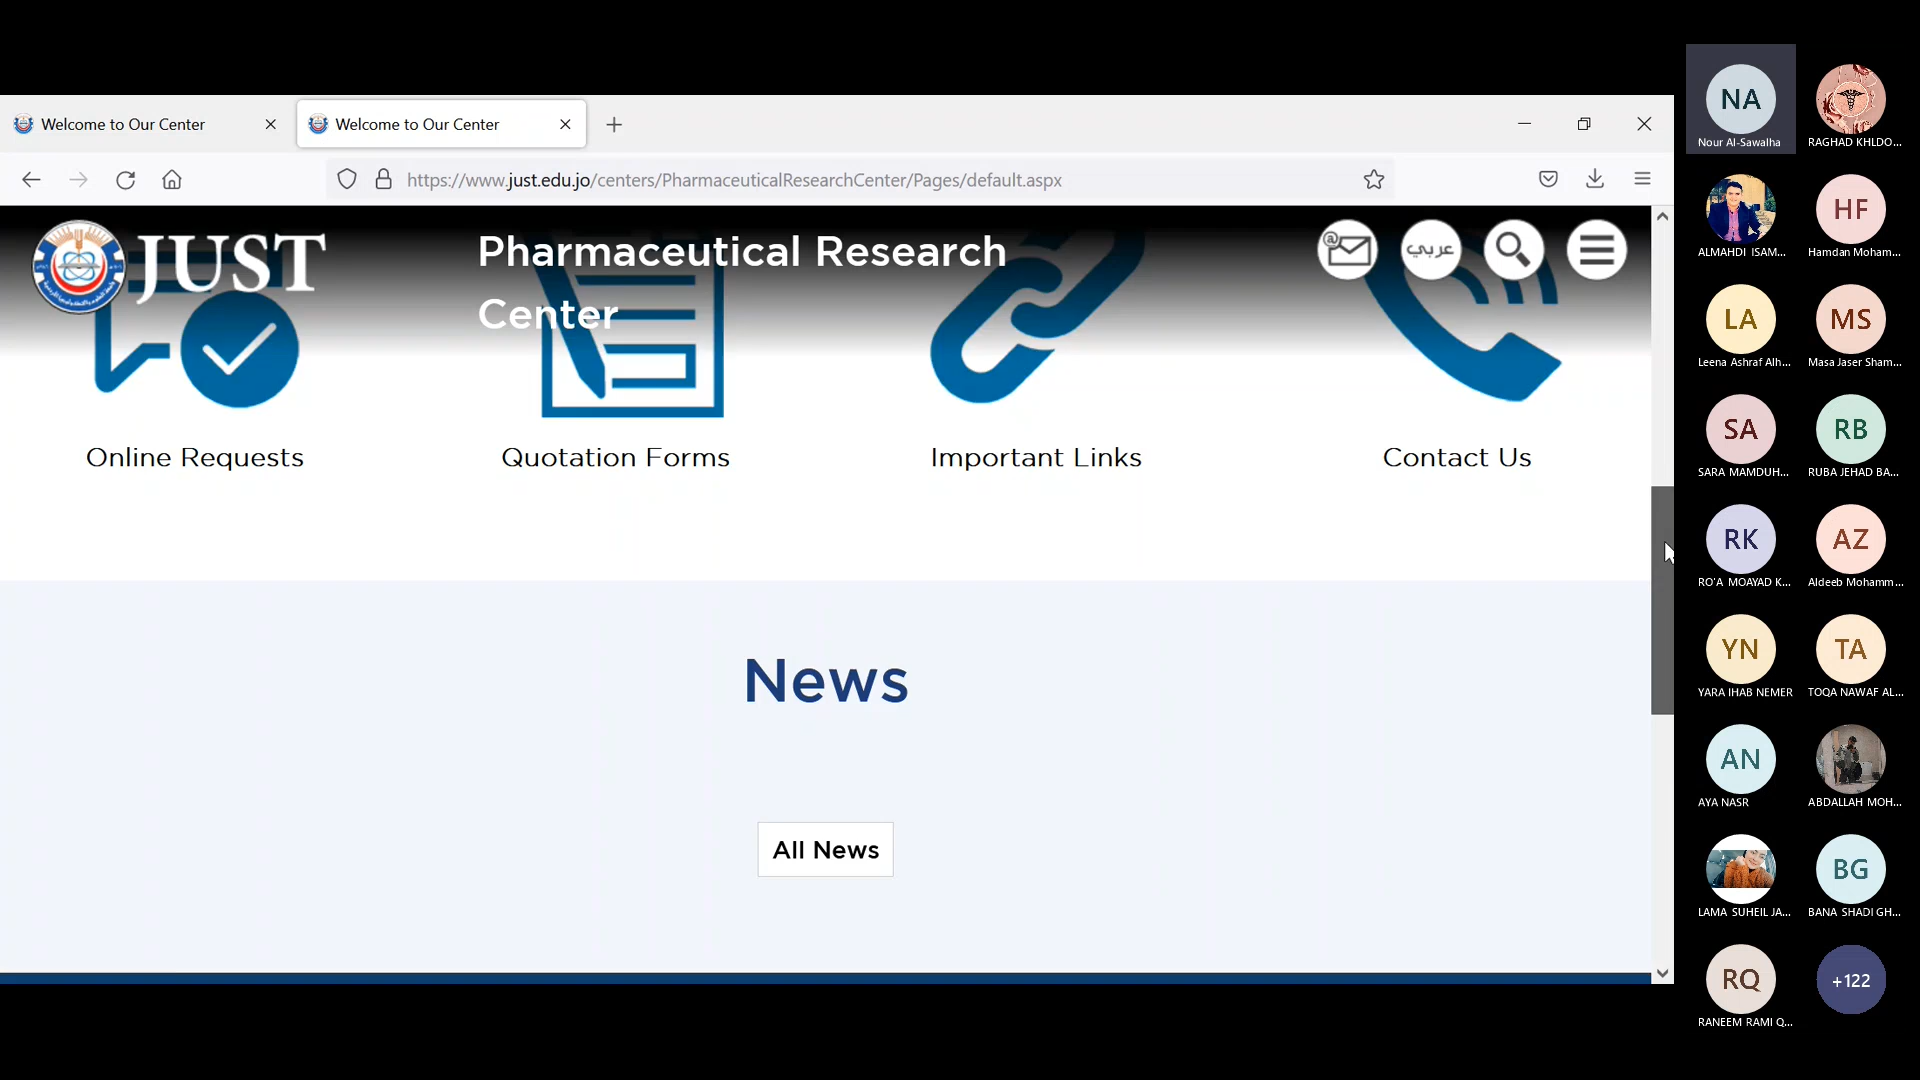 Welcome to Our Center
Welcome to Our Center
https://www.just.edu.jo/centers/PharmaceuticalResearchCenter/Pages/default.aspx
JUST
Pharmaceutical Research
Center
عربي
Online Requests
Quotation Forms
Important Links
Contact Us
News
All News
NA
Nour Al-Sawalha
RAGHAD KHLDO...
ALMAHDI ISAM...
HF
Hamdan Moham...
LA
Leena Ashraf Alh...
MS
Masa Jaser Sham...
SA
SARA MAMDUH...
RB
RUBA JEHAD BA...
RK
RO'A MOAYAD K...
AZ
Aldeeb Mohamm...
YN
YARA IHAB NEMER
TA
TOQA NAWAF AL...
AN
AYA NASR
ABDALLAH MOH...
LAMA SUHEIL JA...
BG
BANA SHADI GH...
RQ
RANEEM RAMI Q...
+122